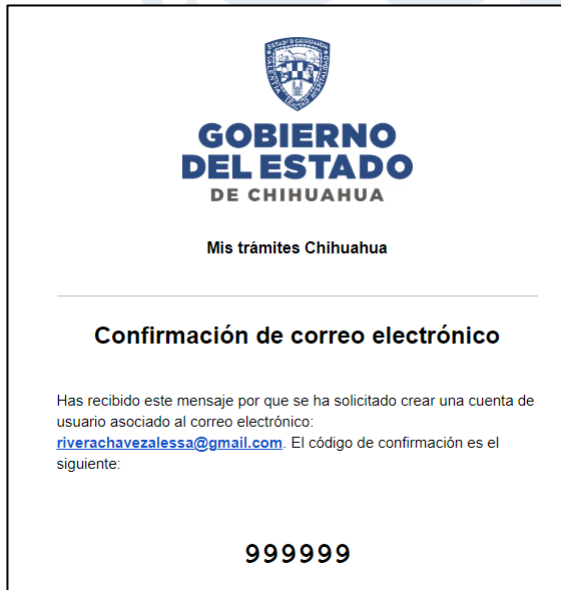 GOBIERNO
DEL ESTADO
DE CHIHUAHUA
Mis trámites Chihuahua
Confirmación de correo electrónico
Has recibido este mensaje por que se ha solicitado crear una cuenta de
usuario asociado al correo electrónico:
riverachavezalessa@gmail.com. El código de confirmación es el
siguiente:
999999